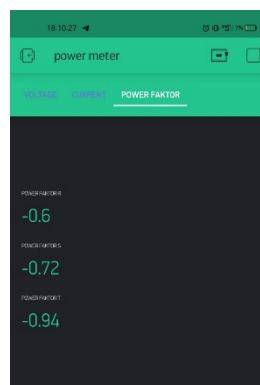 18.10.27
power meter
VOLTAGE CURRENT POWER FAKTOR
POWER FAKTOR R
-0.6
POWER FAKTOR S
-0.72
POWER FAKTOR T
-0.94